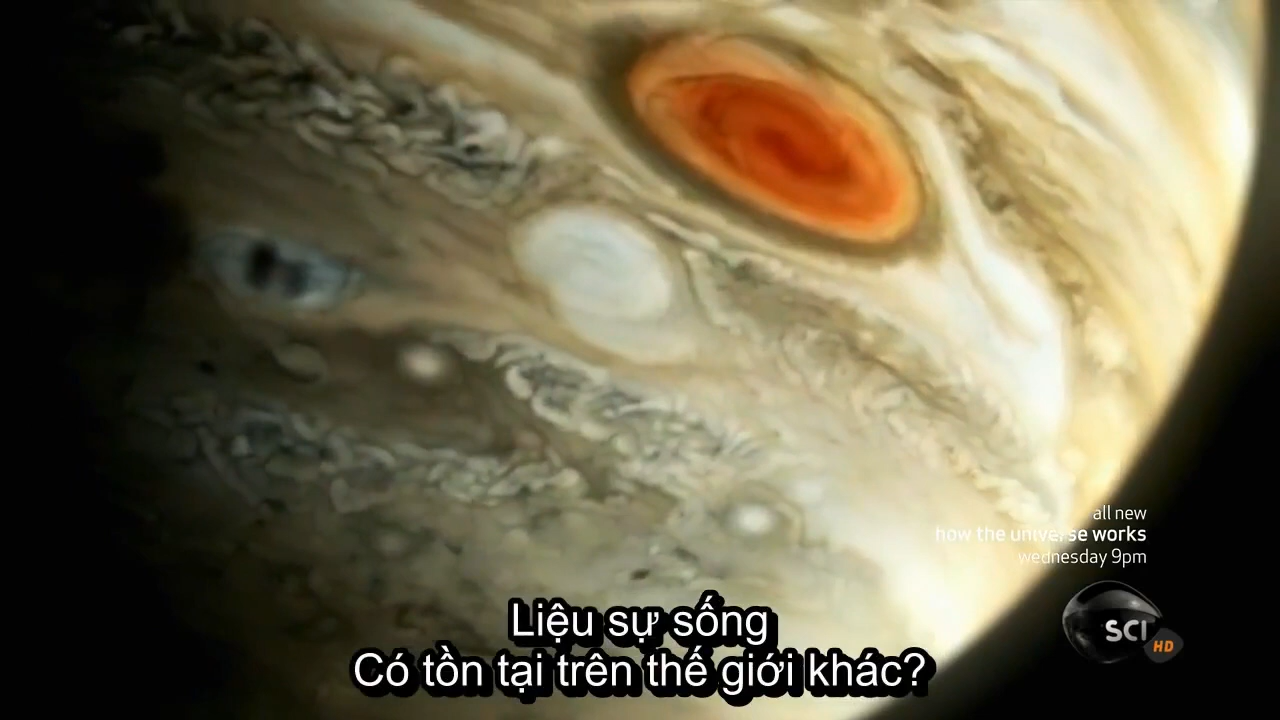 all new
how the universe works
wednesday 9pm
SCI
HD
Liệu sự sống
Có tồn tại trên thế giới khác?